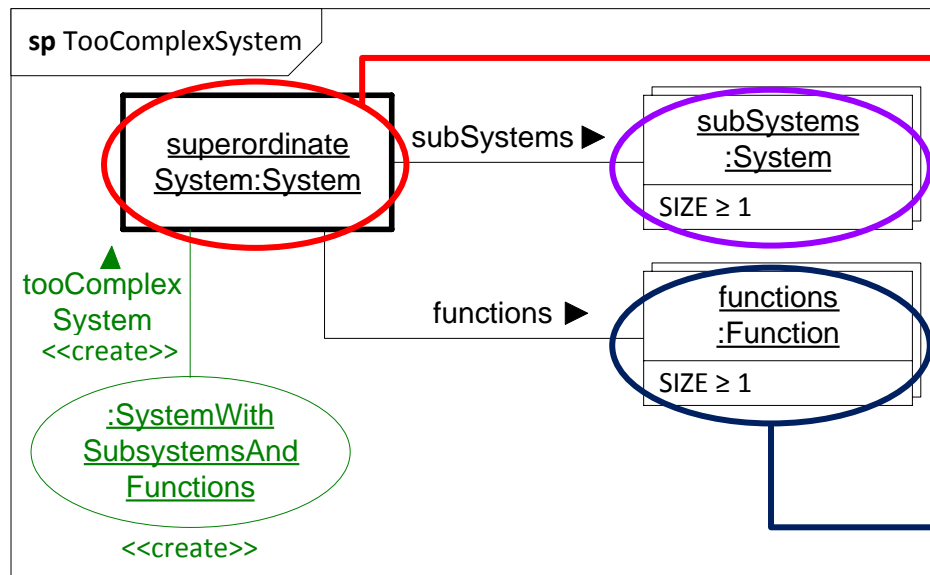 sp TooComplexSystem
superordinate
System:System
subSystems ▶
subSystems
:System
SIZE ≥ 1
▲
tooComplex
System
<<create>>
functions ▶
functions
:Function
SIZE ≥ 1
:SystemWith
SubsystemsAnd
Functions
<<create>>